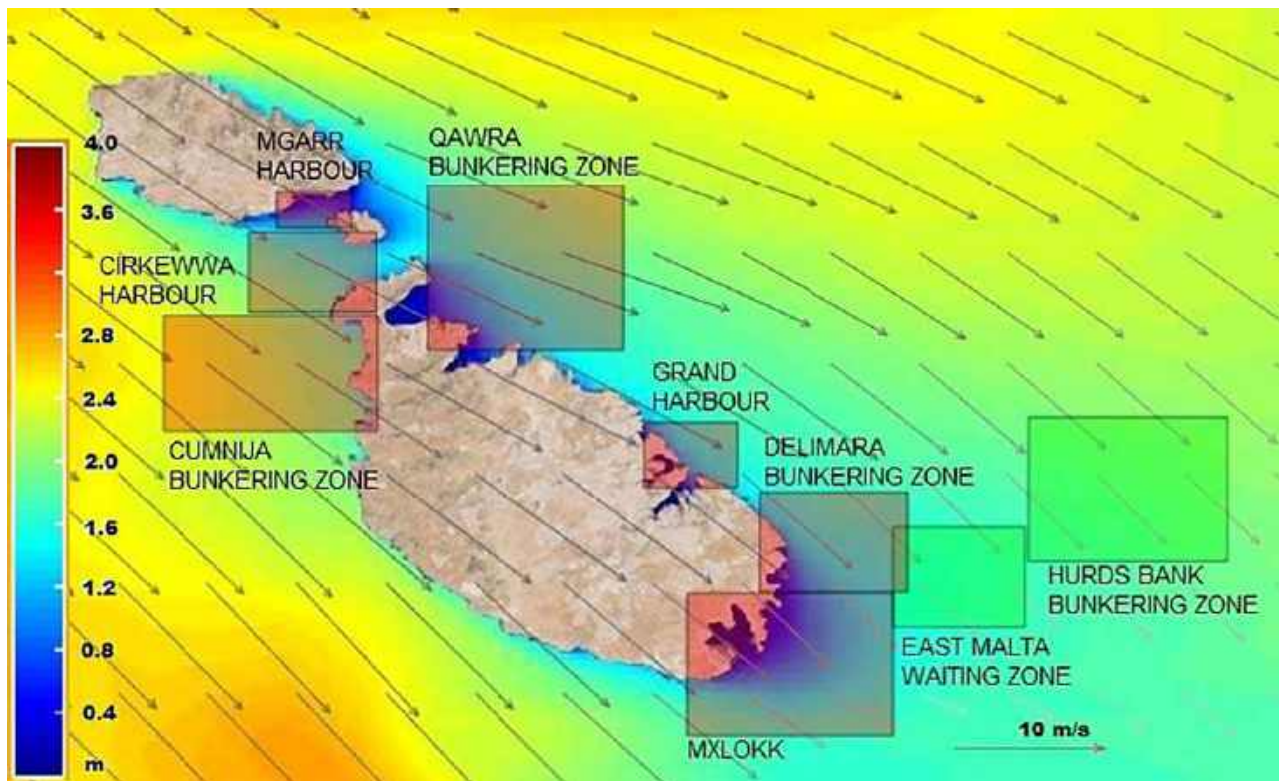 MGARR
HARBOUR
QAWRA
BUNKERING ZONE
CIRKEWWA
HARBOUR
CUMNIJA
BUNKERING ZONE
GRAND
HARBOUR
DELIMARA
BUNKERING ZONE
HURDS BANK
BUNKERING ZONE
EAST MALTA
WAITING ZONE
MXLOKK
10 m/s
4.0
3.6
2.8
2.4
2.0
1.6
1.2
0.8
0.4
m